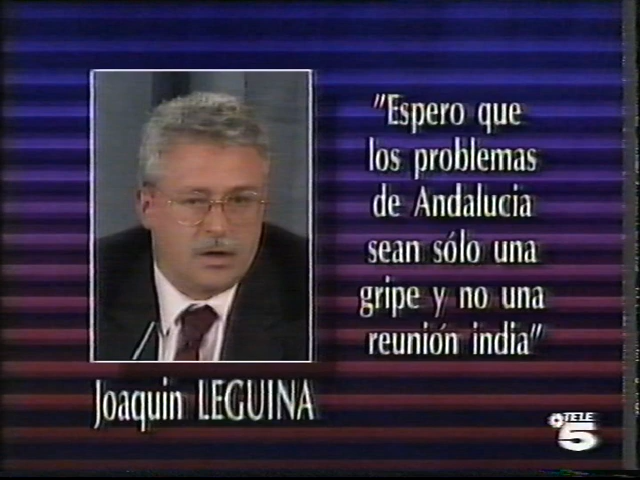 "Espero que
los problemas
de Andalucia
sean sólo una
gripe y no una
reunión india"
Joaquin LEGUINA
TELE
5